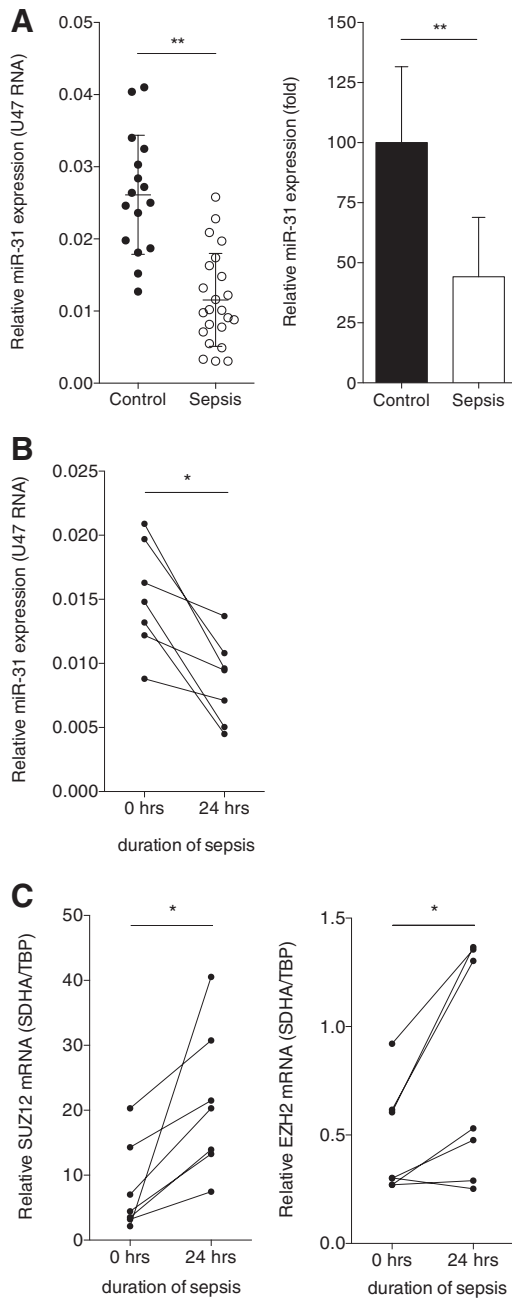 A
Relative miR-31 expression (U47 RNA)
0.05
0.04
0.03
0.02
0.01
0.00
**
Control
Sepsis
Relative miR-31 expression (fold)
150
125
100
75
50
25
0
**
Control
Sepsis
B
Relative miR-31 expression (U47 RNA)
0.025
0.020
0.015
0.010
0.005
0.000
*
0 hrs
24 hrs
duration of sepsis
C
Relative SUZ12 mRNA (SDHA/TBP)
50
40
30
20
10
0
*
0 hrs
24 hrs
duration of sepsis
Relative EZH2 mRNA (SDHA/TBP)
1.5
1.0
0.5
0.0
*
0 hrs
24 hrs
duration of sepsis